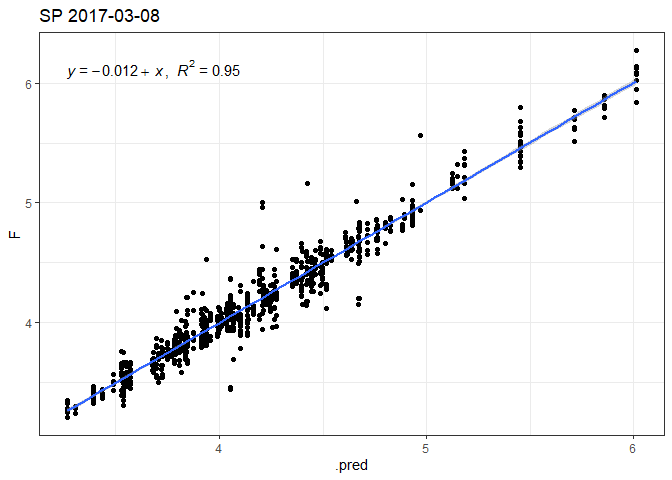 SP 2017-03-08
y = −0.012 + x , R² = 0.95
6
5
4
F
4
5
6
.pred